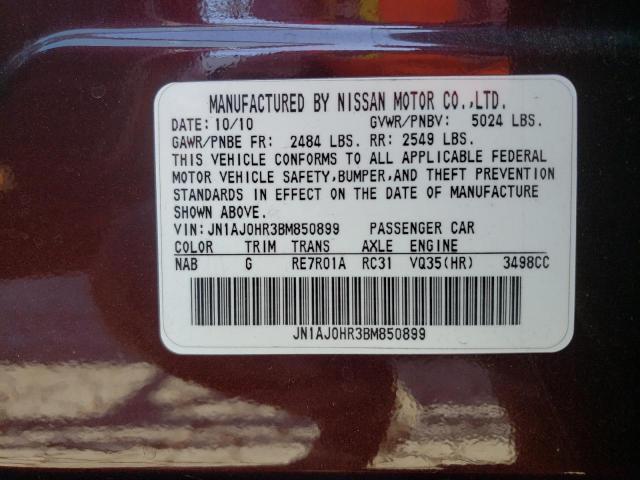 MANUFACTURED BY NISSAN MOTOR CO.,LTD.
DATE: 10/10 GVWR/PNBV: 5024 LBS.
GAWR/PNBE FR: 2484 LBS. RR: 2549 LBS.
THIS VEHICLE CONFORMS TO ALL APPLICABLE FEDERAL
MOTOR VEHICLE SAFETY, BUMPER, AND THEFT PREVENTION
STANDARDS IN EFFECT ON THE DATE OF MANUFACTURE
SHOWN ABOVE.
VIN: JN1AJ0HR3BM850899 PASSENGER CAR
COLOR TRIM TRANS AXLE ENGINE
NAB G RE7R01A RC31 VQ35(HR) 3498CC
JN1AJ0HR3BM850899